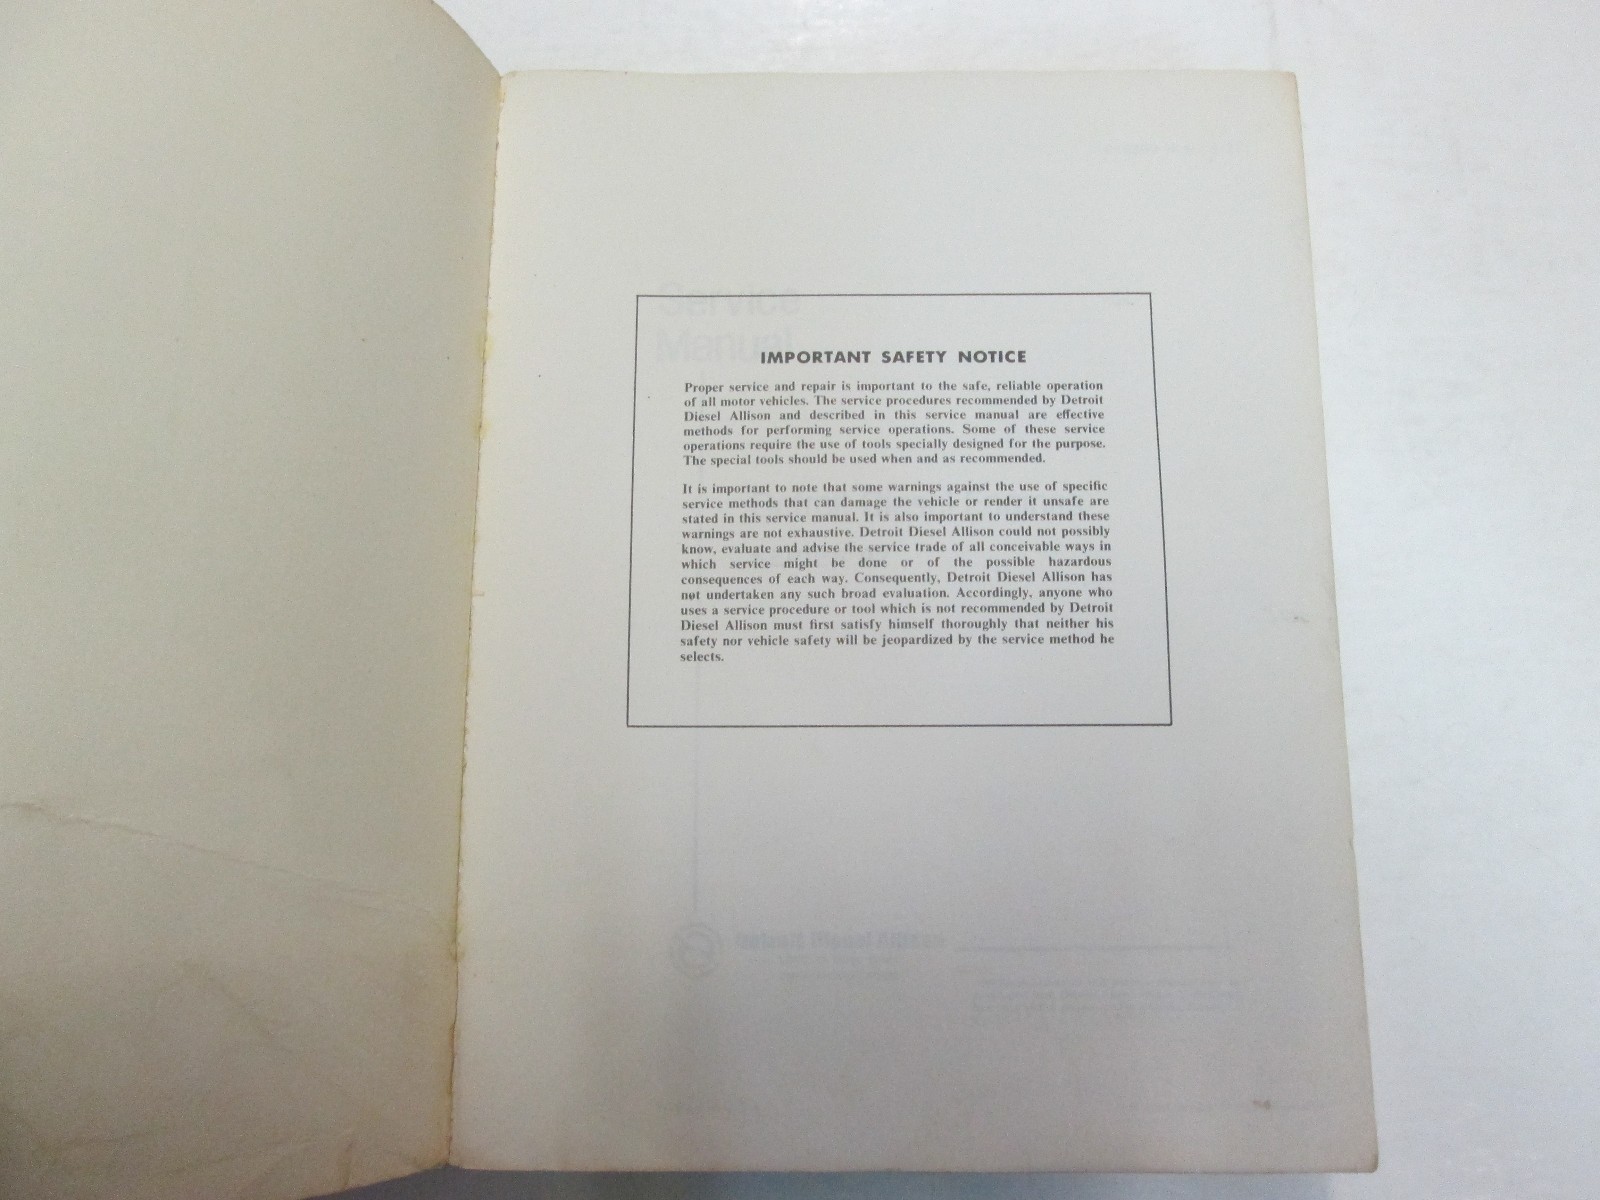 Service
Manual
IMPORTANT SAFETY NOTICE
Proper service and repair is important to the safe, reliable operation
of all motor vehicles. The service procedures recommended by Detroit
Diesel Allison and described in this service manual are effective
methods for performing service operations. Some of these service
operations require the use of tools specially designed for the purpose.
The special tools should be used when and as recommended.
It is important to note that some warnings against the use of specific
service methods that can damage the vehicle or render it unsafe are
stated in this service manual. It is also important to understand these
warnings are not exhaustive. Detroit Diesel Allison could not possibly
know, evaluate and advise the service trade of all conceivable ways in
which service might be done or of the possible hazardous
consequences of each way. Consequently, Detroit Diesel Allison has
not undertaken any such broad evaluation. Accordingly, anyone who
uses a service procedure or tool which is not recommended by Detroit
Diesel Allison must first satisfy himself thoroughly that neither his
safety nor vehicle safety will be jeopardized by the service method he
selects.
Detroit Diesel Allison